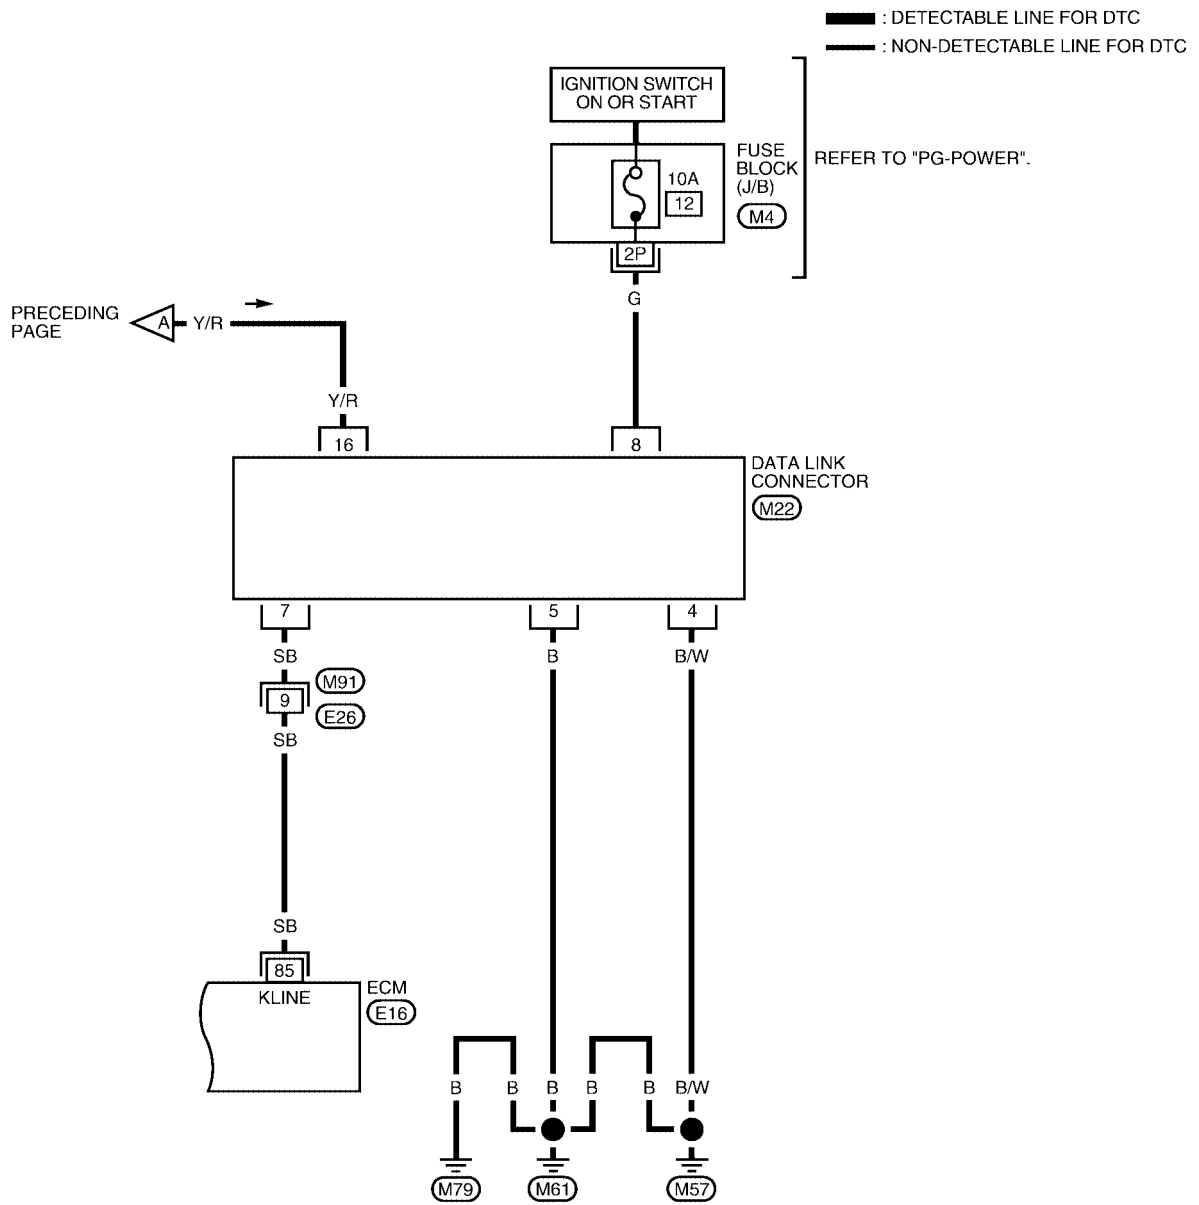 : DETECTABLE LINE FOR DTC
: NON-DETECTABLE LINE FOR DTC
IGNITION SWITCH
ON OR START
FUSE
BLOCK
(J/B)
M4
REFER TO "PG-POWER".
10A
12
2P
G
PRECEDING
PAGE
A
Y/R
Y/R
16
8
DATA LINK
CONNECTOR
M22
7
5
4
SB
B
B/W
M91
9
E26
SB
SB
85
KLINE
ECM
E16
B
B
B
B
B
B/W
M79
M61
M57